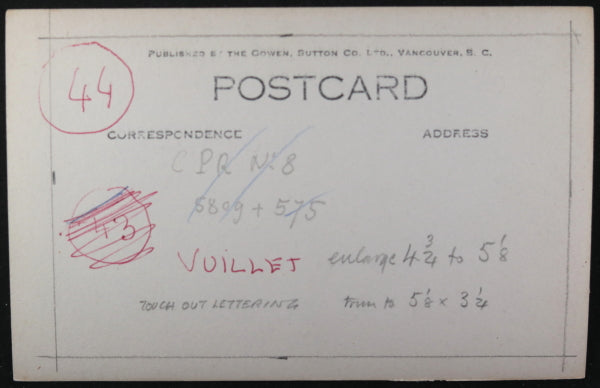 PUBLISHED BY THE GOWEN, SUTTON CO. LTD., VANCOUVER, B. C.
44
POSTCARD
CORRESPONDENCE ADDRESS
CPR No 8
5899 + 575
43
VUILLET enlarge 4 3/4 to 5 1/8
TOUCH OUT LETTERING trim to 5 1/8 x 3 1/4